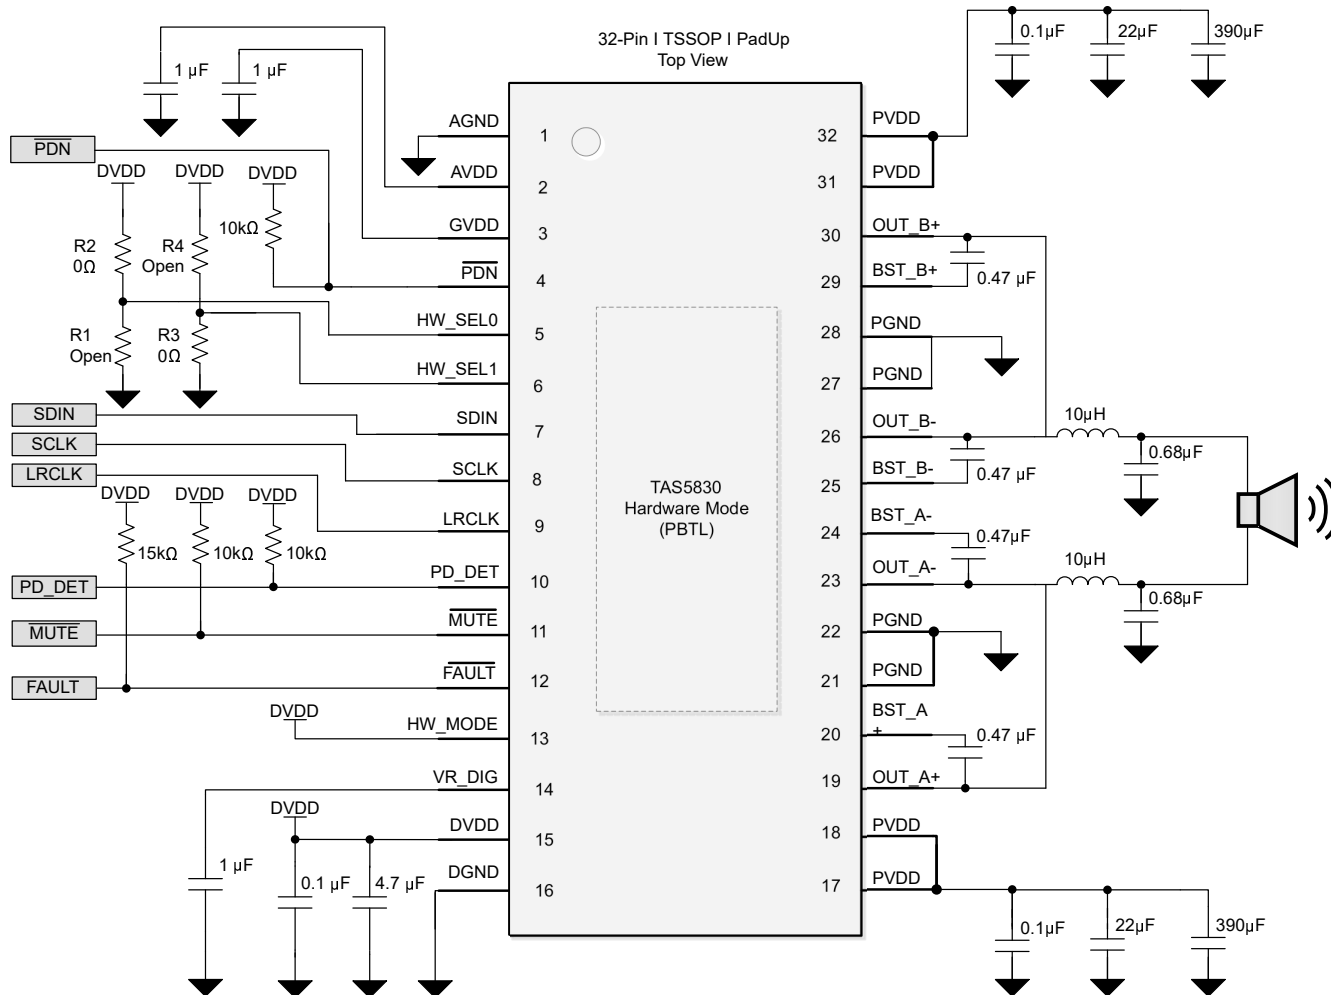 32-Pin I TSSOP I PadUp
Top View
1 µF
1 µF
0.1µF
22µF
390µF
PDN
DVDD
DVDD
DVDD
R2
0Ω
R4
Open
10kΩ
R1
Open
R3
0Ω
SDIN
SCLK
LRCLK
DVDD
DVDD
DVDD
15kΩ
10kΩ
10kΩ
PD_DET
MUTE
FAULT
DVDD
DVDD
1 µF
0.1 µF
4.7 µF
AGND
1
AVDD
2
GVDD
3
PDN
4
HW_SEL0
5
HW_SEL1
6
SDIN
7
SCLK
8
LRCLK
9
PD_DET
10
MUTE
11
FAULT
12
HW_MODE
13
VR_DIG
14
DVDD
15
DGND
16
TAS5830
Hardware Mode
(PBTL)
32
PVDD
31
PVDD
30
OUT_B+
29
BST_B+
28
PGND
27
PGND
26
OUT_B-
25
BST_B-
24
BST_A-
23
OUT_A-
22
PGND
21
PGND
20
BST_A
+
19
OUT_A+
18
PVDD
17
PVDD
0.47 µF
0.47 µF
0.47µF
0.47 µF
10µH
0.68µF
10µH
0.68µF
0.1µF
22µF
390µF